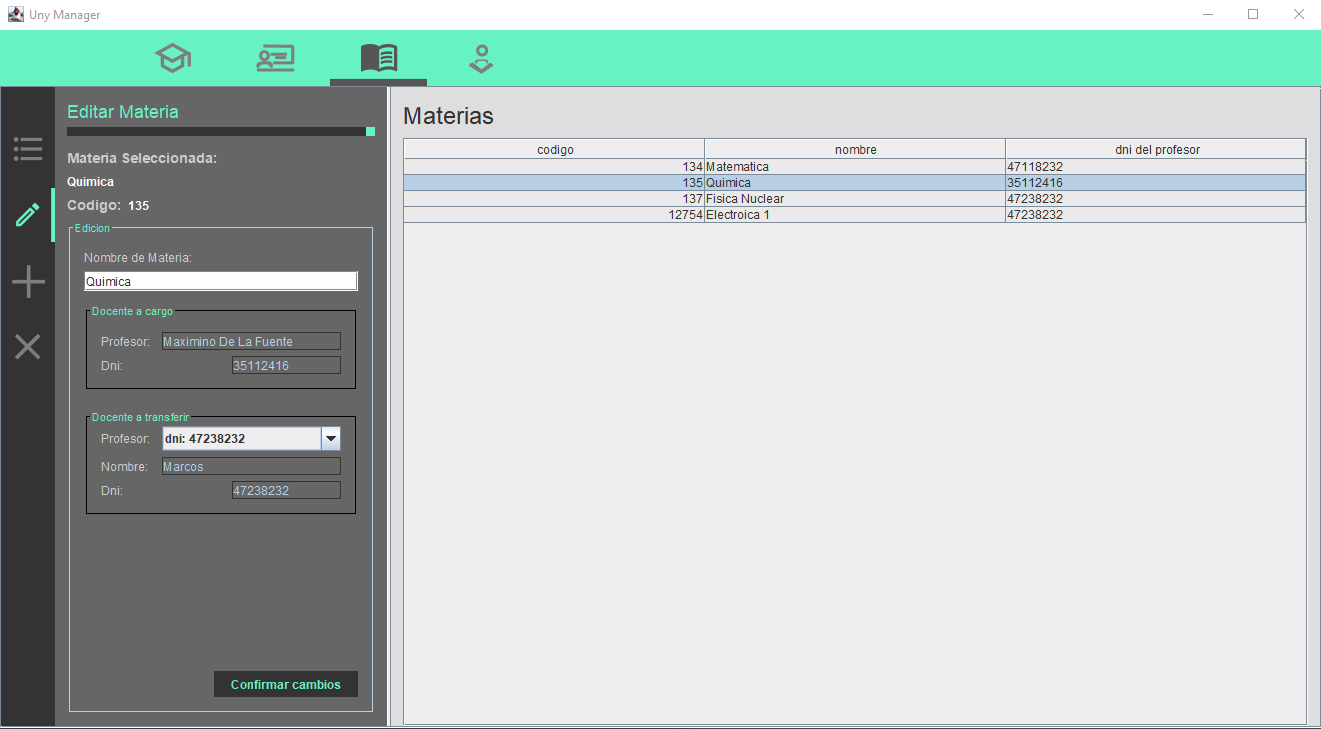 Uny Manager
Editar Materia
Materia Seleccionada:
Quimica
Codigo: 135
Edicion
Nombre de Materia:
Quimica
Docente a cargo
Profesor: Maximino De La Fuente
Dni: 35112416
Docente a transferir
Profesor: dni: 47238232
Nombre: Marcos
Dni: 47238232
Confirmar cambios
Materias
codigo nombre dni del profesor
134 Matematica 47118232
135 Quimica 35112416
137 Fisica Nuclear 47238232
12754 Electroica 1 47238232